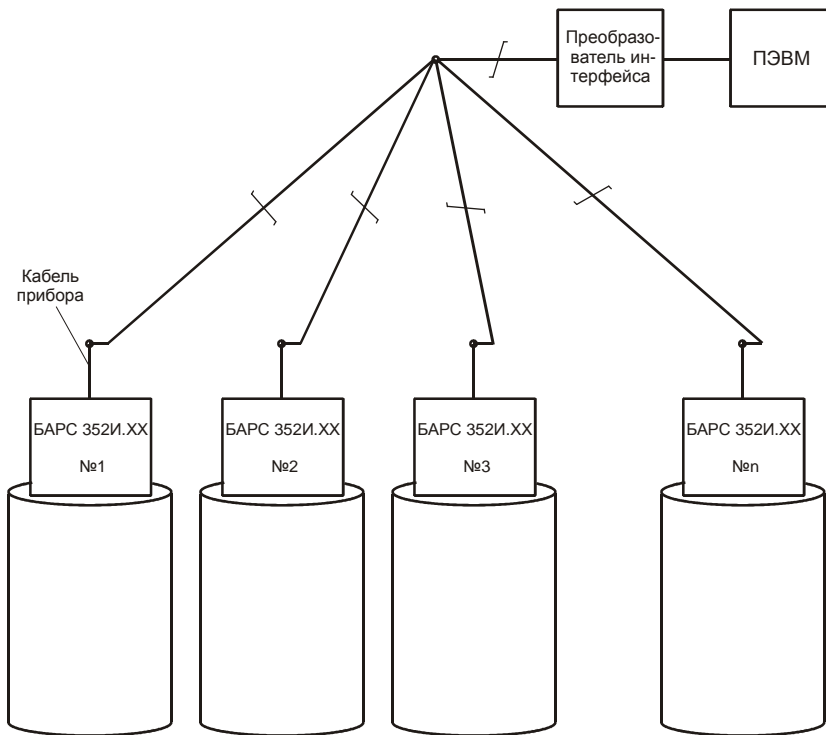 Преобразо-
ватель ин-
терфейса
ПЭВМ
Кабель
прибора
БАРС 352И.ХХ
№1
БАРС 352И.ХХ
№2
БАРС 352И.ХХ
№3
БАРС 352И.ХХ
№n